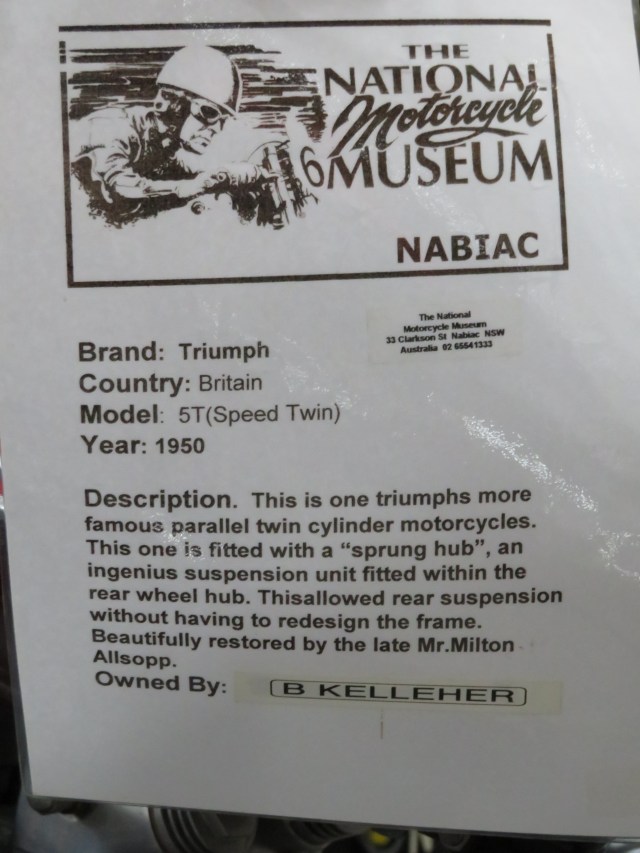 THE
NATIONAL
Motorcycle
6 MUSEUM
NABIAC
The National
Motorcycle Museum
33 Clarkson St Nabiac NSW
Australia 02 65541333
Brand: Triumph
Country: Britain
Model: 5T(Speed Twin)
Year: 1950
Description. This is one triumphs more
famous parallel twin cylinder motorcycles.
This one is fitted with a “sprung hub”, an
ingenius suspension unit fitted within the
rear wheel hub. Thisallowed rear suspension
without having to redesign the frame.
Beautifully restored by the late Mr.Milton
Allsopp.
Owned By: B KELLEHER